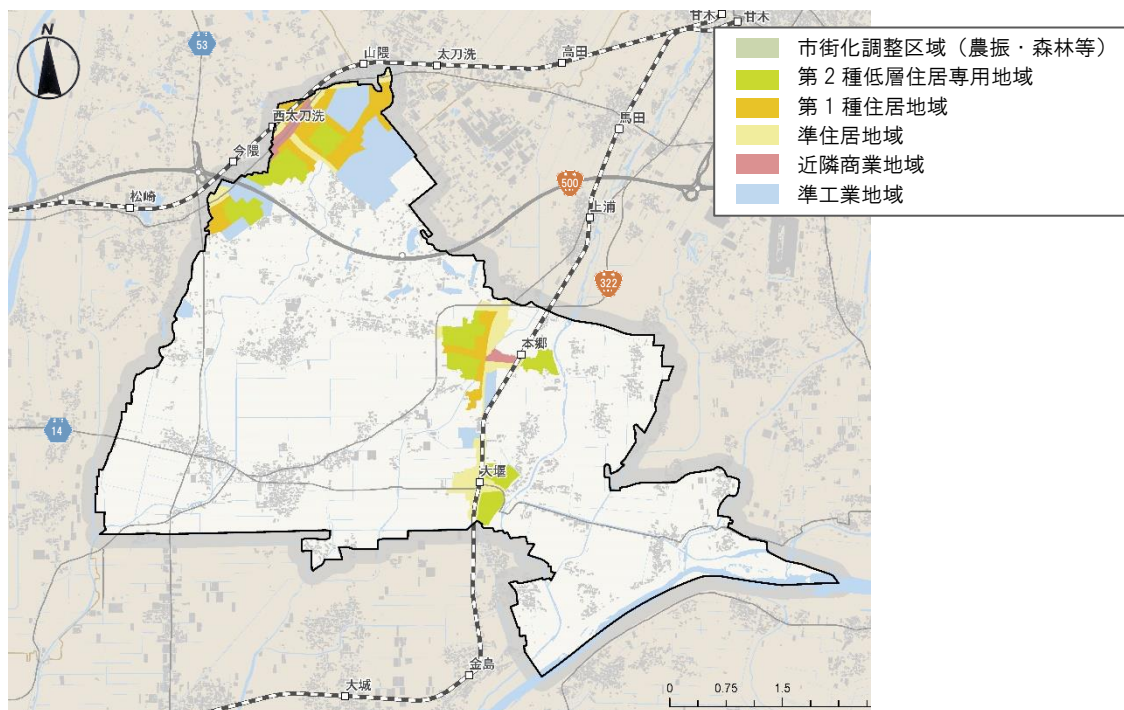 N
53
山隈
太刀洗
高田
甘木
甘木
西太刀洗
今隈
松崎
馬田
500
上浦
322
本郷
14
大堰
金島
大城
0 0.75 1.5
市街化調整区域（農振・森林等）
第２種低層住居専用地域
第１種住居地域
準住居地域
近隣商業地域
準工業地域